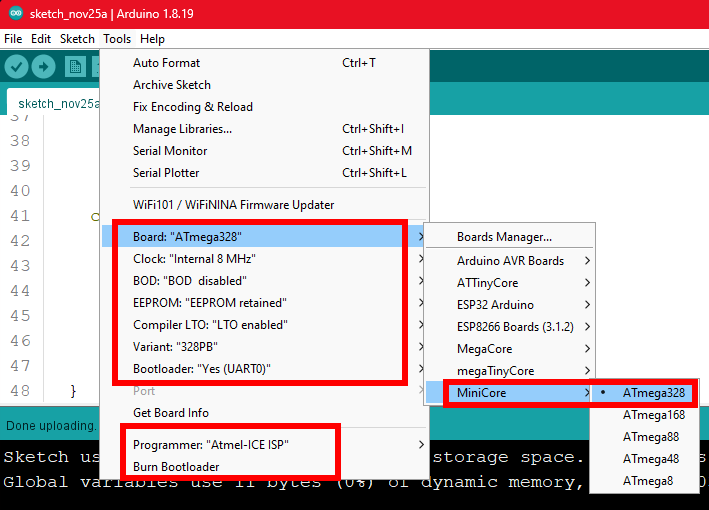 sketch_nov25a | Arduino 1.8.19
File Edit Sketch Tools Help
sketch_nov25a
Auto Format Ctrl+T
Archive Sketch
Fix Encoding & Reload
Manage Libraries... Ctrl+Shift+I
Serial Monitor Ctrl+Shift+M
Serial Plotter Ctrl+Shift+L
WiFi101 / WiFiNINA Firmware Updater
Board: "ATmega328"
Clock: "Internal 8 MHz"
BOD: "BOD disabled"
EEPROM: "EEPROM retained"
Compiler LTO: "LTO enabled"
Variant: "328PB"
Bootloader: "Yes (UART0)"
Port
Get Board Info
Programmer: "Atmel-ICE ISP"
Burn Bootloader
Boards Manager...
Arduino AVR Boards
ATTinyCore
ESP32 Arduino
ESP8266 Boards (3.1.2)
MegaCore
megaTinyCore
MiniCore
ATmega328
ATmega168
ATmega88
ATmega48
ATmega8
37
38
39
40
41
42
43
44
45
46
47
48 }
Done uploading.
Sketch storage space.
Global variables use 11 bytes (0%) of dynamic memory,